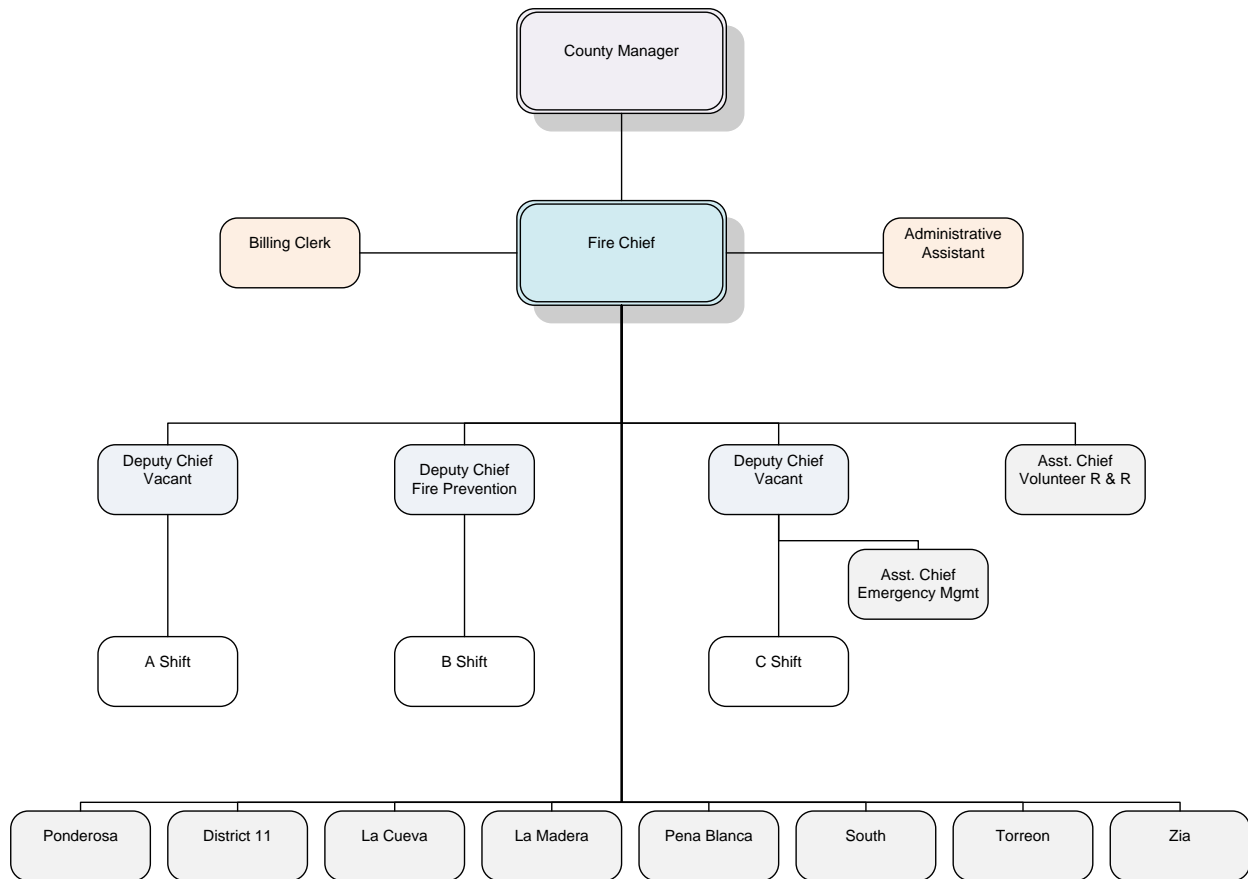 County Manager
Fire Chief
Billing Clerk
Administrative
Assistant
Deputy Chief
Vacant
Deputy Chief
Fire Prevention
Deputy Chief
Vacant
Asst. Chief
Volunteer R & R
Asst. Chief
Emergency Mgmt
A Shift
B Shift
C Shift
Ponderosa
District 11
La Cueva
La Madera
Pena Blanca
South
Torreon
Zia